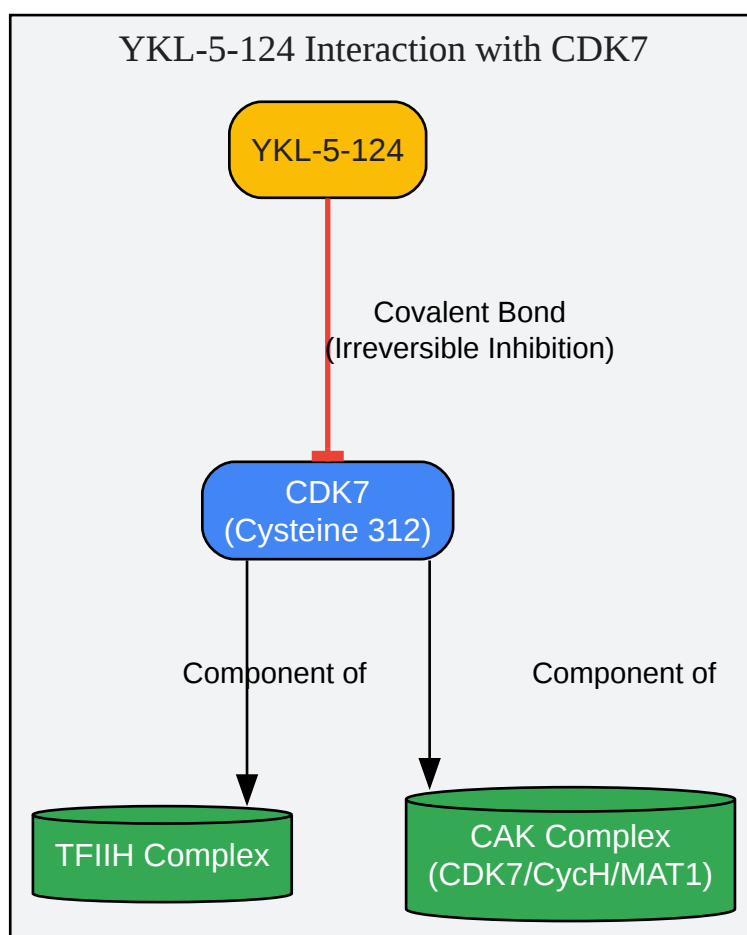 YKL-5-124 Interaction with CDK7
YKL-5-124
Covalent Bond
(Irreversible Inhibition)
CDK7
(Cysteine 312)
Component of
Component of
TFIIH Complex
CAK Complex
(CDK7/CycH/MAT1)